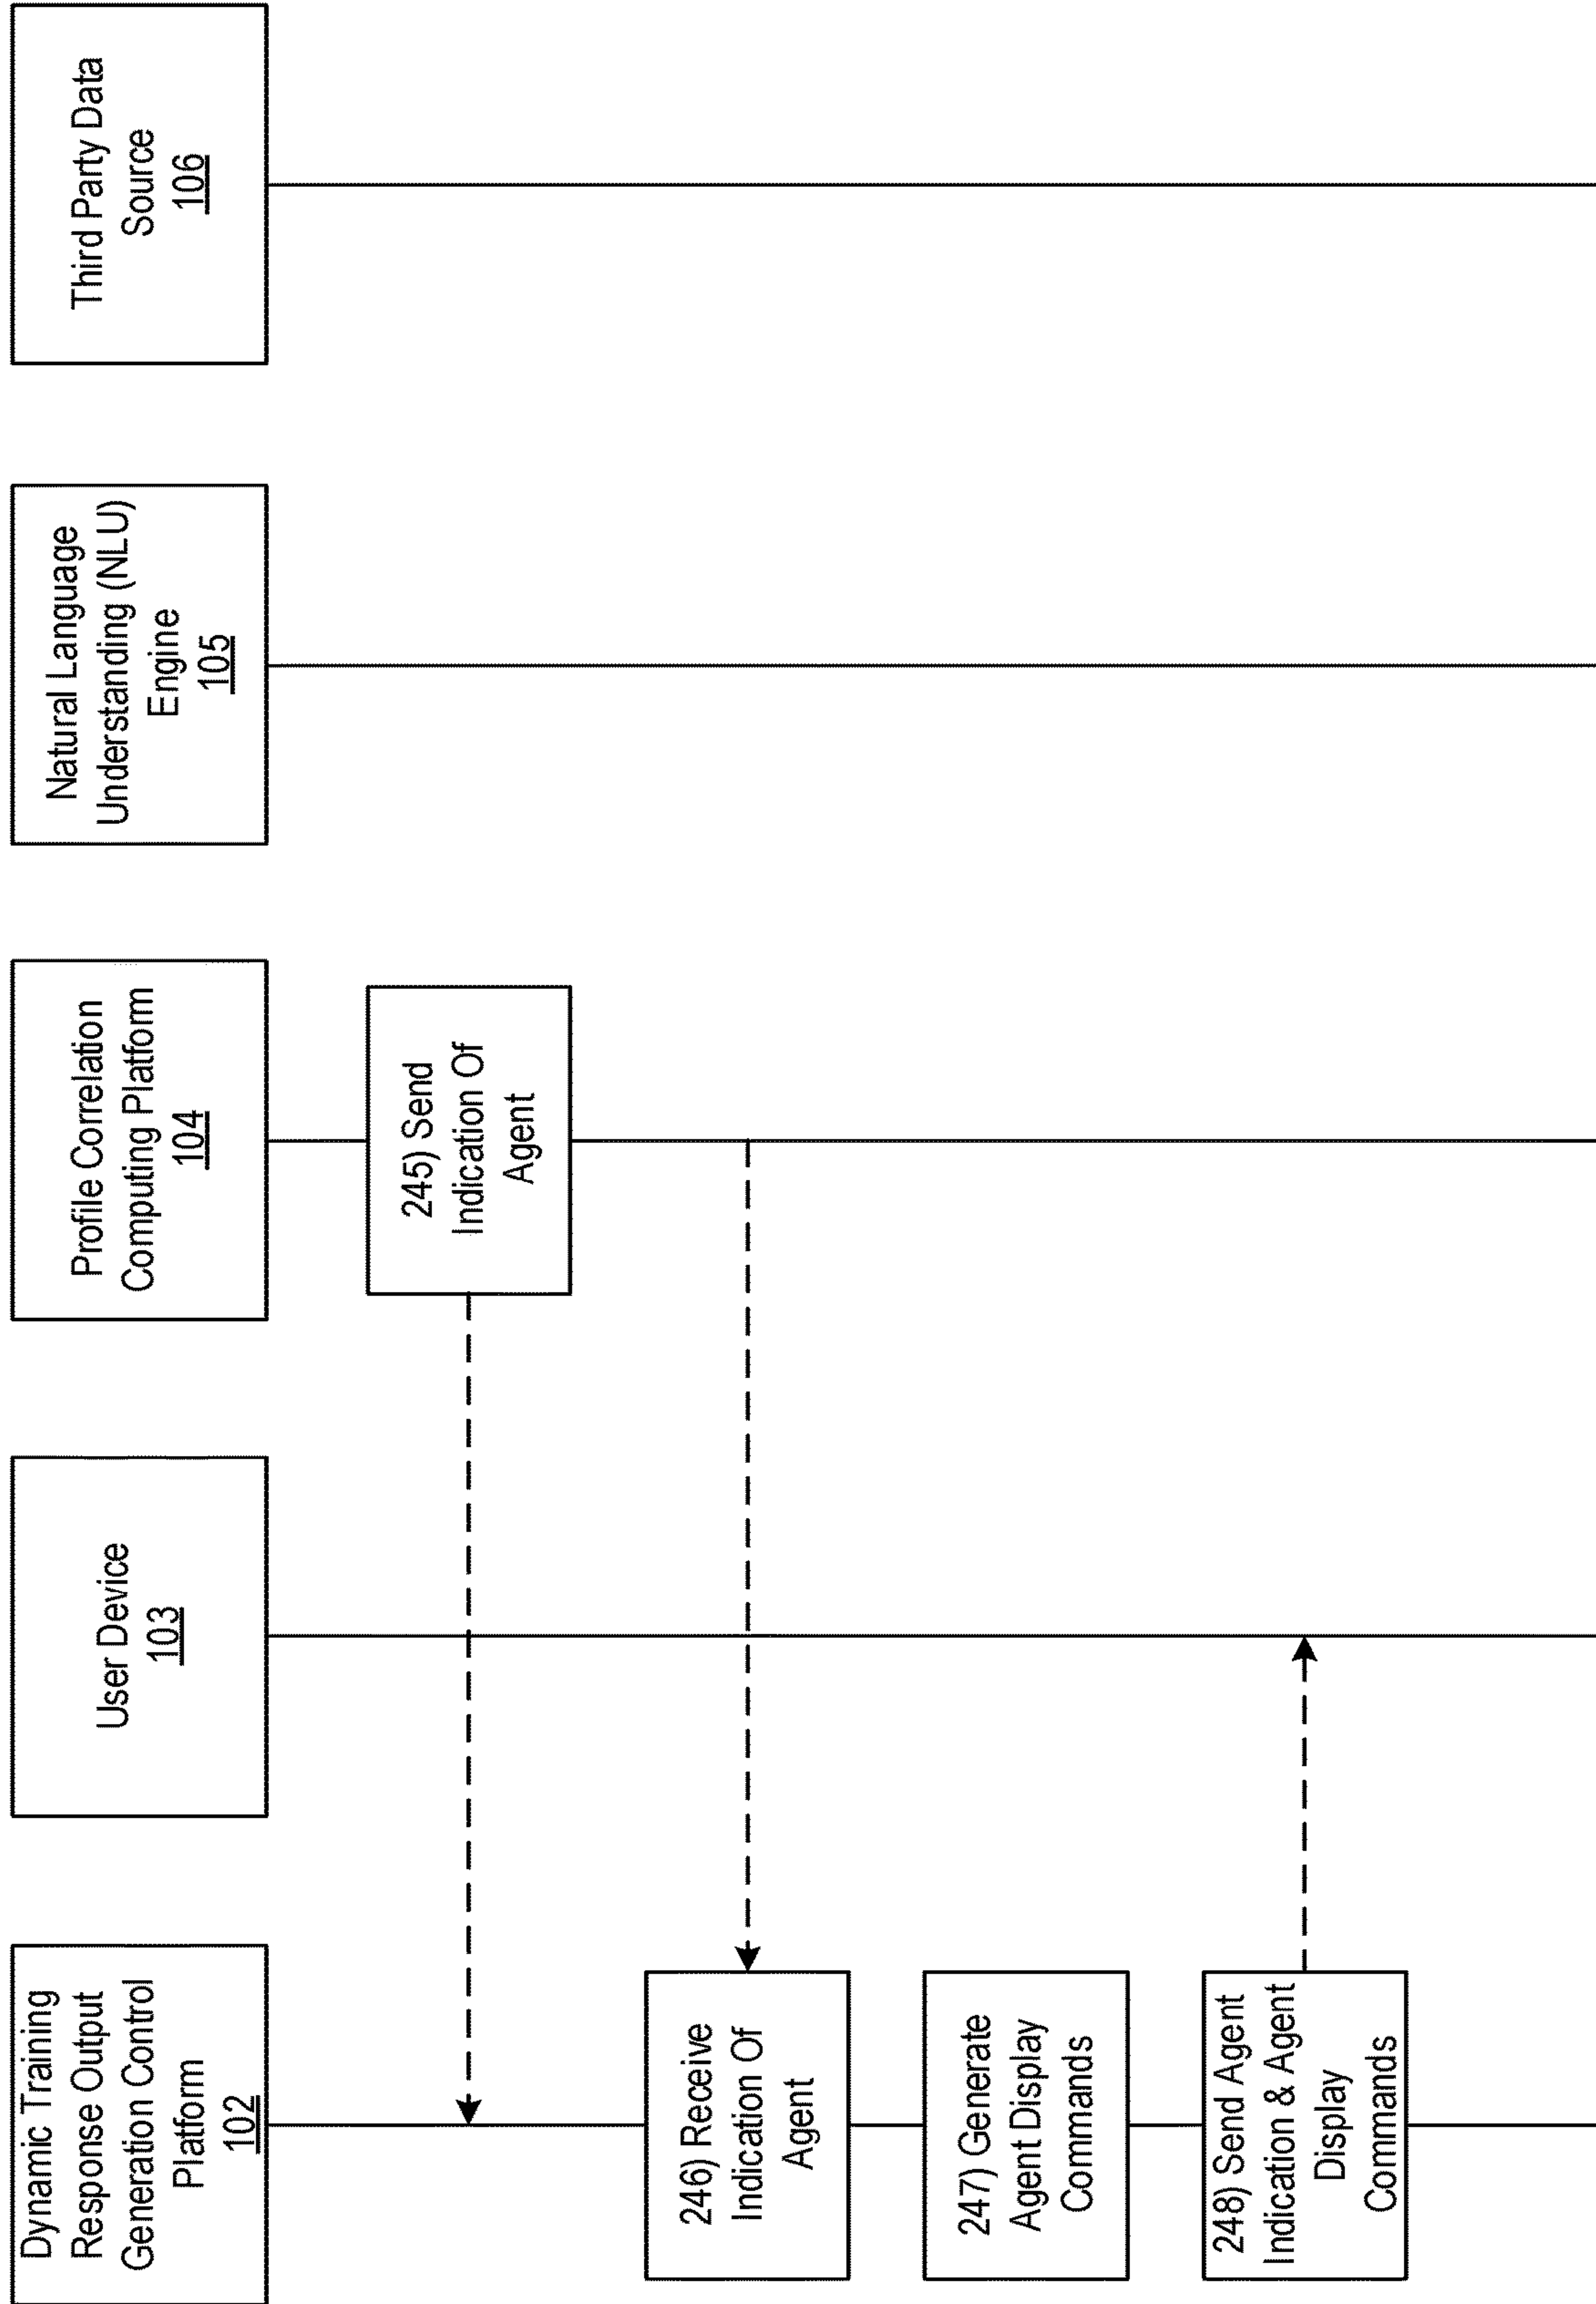 Dynamic Training
Response Output
Generation Control
Platform
102
User Device
103
Profile Correlation
Computing Platform
104
Natural Language
Understanding (NLU)
Engine
105
Third Party Data
Source
106
245) Send
Indication Of
Agent
246) Receive
Indication Of
Agent
247) Generate
Agent Display
Commands
248) Send Agent
Indication & Agent
Display
Commands